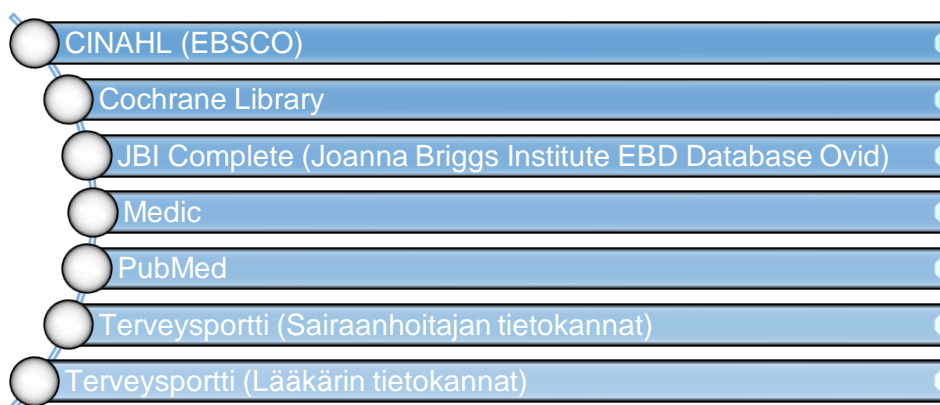 CINAHL (EBSCO)
Cochrane Library
JBI Complete (Joanna Briggs Institute EBD Database Ovid)
Medic
PubMed
Terveysportti (Sairaanhoitajan tietokannat)
Terveysportti (Lääkärin tietokannat)